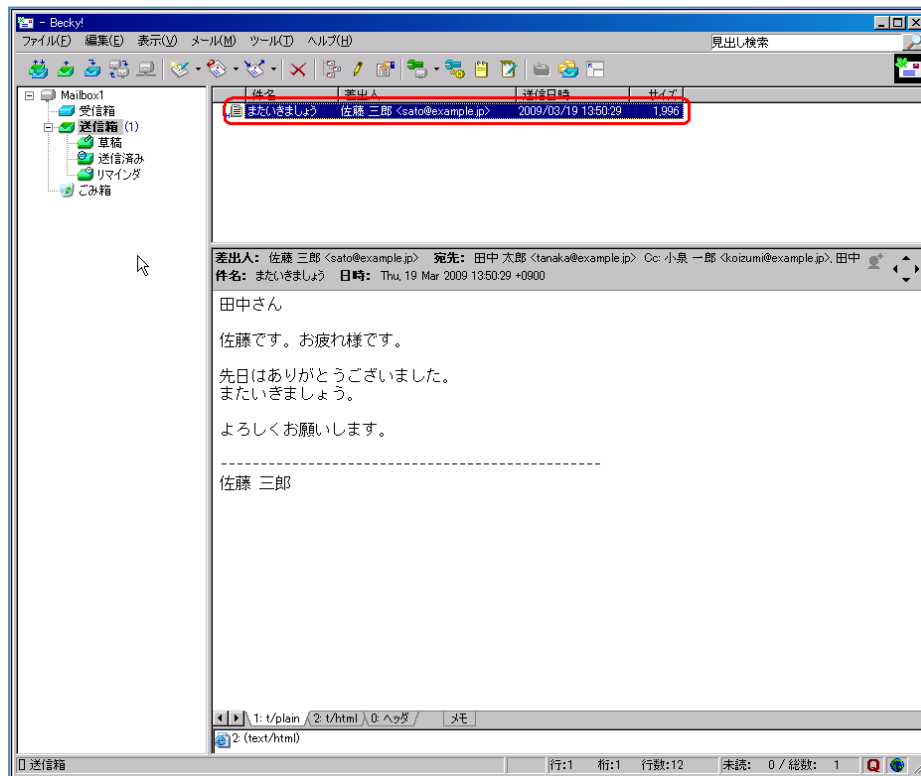 - Becky!
ファイル(F) 編集(E) 表示(V) メール(M) ツール(T) ヘルプ(H)
見出し検索
Mailbox1
受信箱
送信箱 (1)
草稿
送信済み
リマインダ
ごみ箱
件名 差出人 送信日時 サイズ
またいきましょう 佐藤 三郎 <sato@example.jp> 2009/03/19 13:50:29 1,996
差出人: 佐藤 三郎 <sato@example.jp> 宛先: 田中 太郎 <tanaka@example.jp> Cc: 小泉 一郎 <koizumi@example.jp>, 田中
件名: またいきましょう 日時: Thu, 19 Mar 2009 13:50:29 +0900
田中さん
佐藤です。お疲れ様です。
先日はありがとうございました。
またいきましょう。
よろしくお願いします。
------------------------------------------------
佐藤 三郎
1: t/plain 2: t/html 0: ヘッダ メモ
2: (text/html)
送信箱 行:1 桁:1 行数:12 未読: 0 / 総数: 1 Q